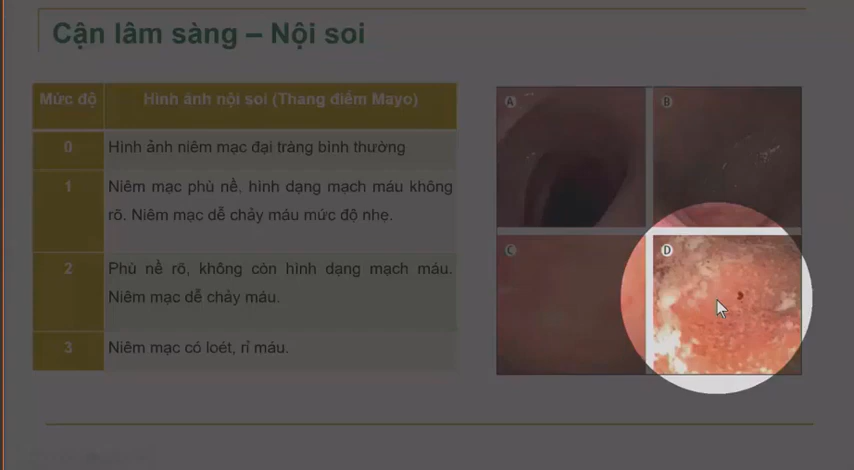 Cận lâm sàng – Nội soi
Mức độ
Hình ảnh nội soi (Thang điểm Mayo)
0
Hình ảnh niêm mạc đại tràng bình thường
1
Niêm mạc phù nề, hình dạng mạch máu không
rõ. Niêm mạc dễ chảy máu mức độ nhẹ.
2
Phù nề rõ, không còn hình dạng mạch máu.
Niêm mạc dễ chảy máu.
3
Niêm mạc có loét, rỉ máu.
A
B
C
D